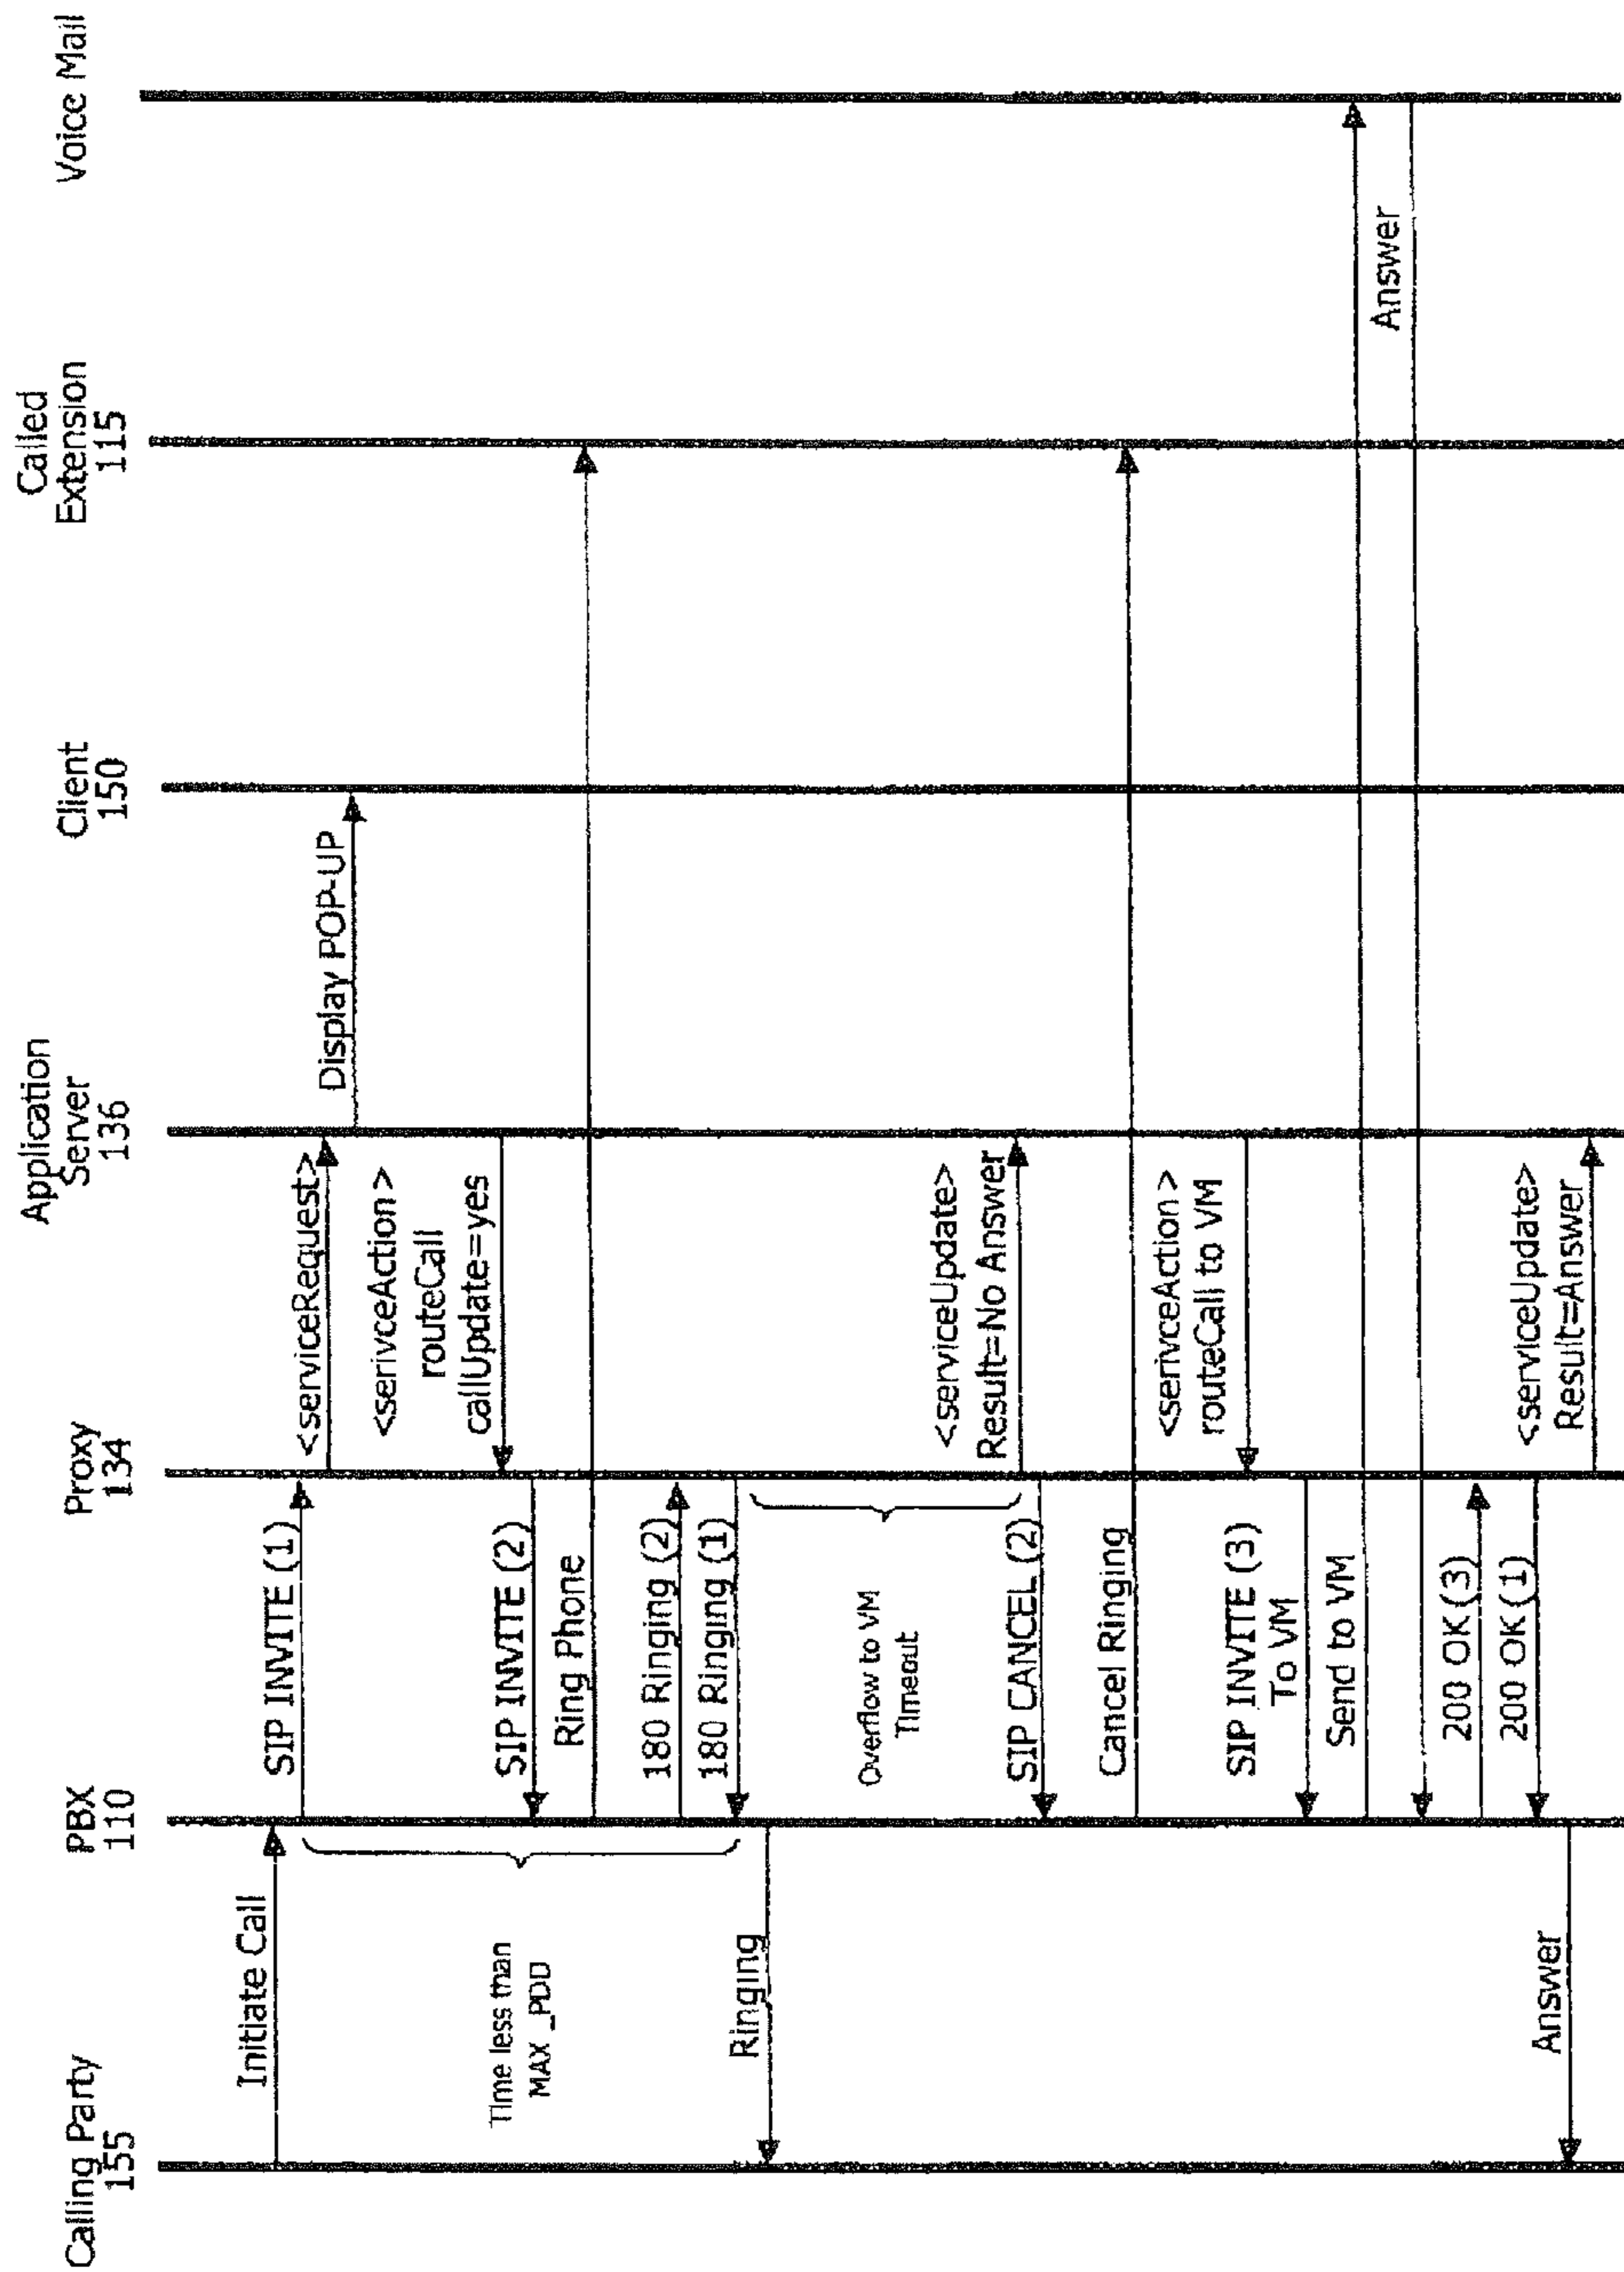 Calling Party
155
PBX
110
Proxy
134
Application
Server
136
Client
150
Called
Extension
115
Voice Mail
Initiate Call
SIP INVITE (1)
<serviceRequest>
Display POP-UP
<serivceAction>
routeCall
callUpdate=yes
Time less than
MAX _PDD
SIP INVITE (2)
Ring Phone
180 Ringing (2)
180 Ringing (1)
Ringing
Overflow to VM
Timeout
<serviceUpdate>
Result=No Answer
SIP CANCEL (2)
Cancel Ringing
<serivceAction>
routeCall to VM
SIP INVITE (3)
To VM
Send to VM
Answer
200 OK (3)
200 OK (1)
Answer
<serviceUpdate>
Result=Answer